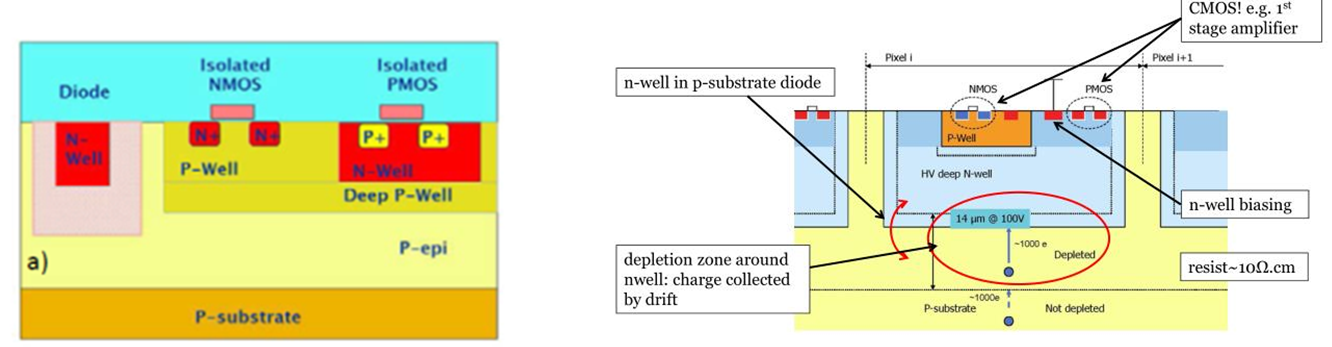 Isolated
NMOS
Isolated
PMOS
Diode
N-
Well
N+
N+
P+
P+
P-Well
N-Well
Deep P-Well
P-epi
a)
P-substrate
CMOS! e.g. 1st
stage amplifier
Pixel i
Pixel i+1
n-well in p-substrate diode
NMOS
PMOS
P-Well
HV deep N-well
n-well biasing
14 µm @ 100V
~1000 e
Depleted
depletion zone around
nwell: charge collected
by drift
resist~10Ω.cm
~1000e
P-substrate
Not depleted